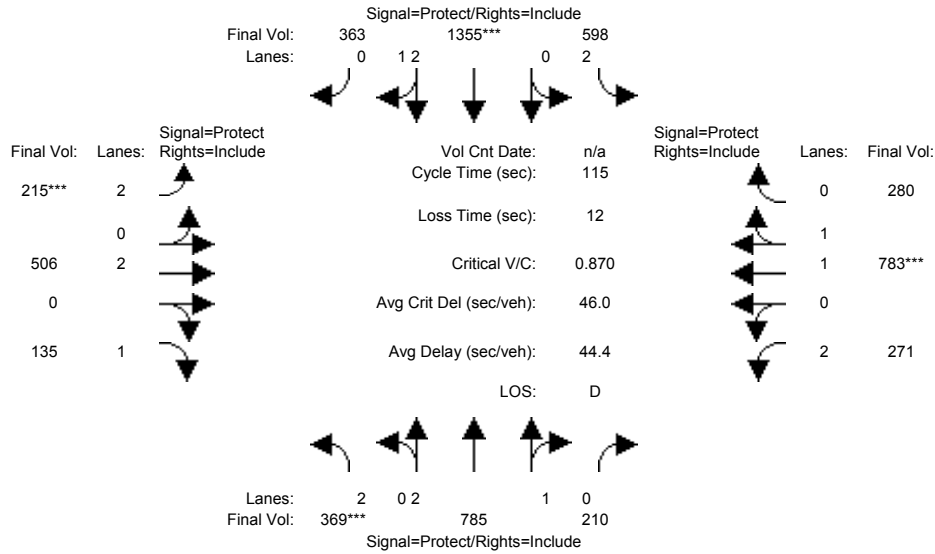 Signal=Protect/Rights=Include
Final Vol: 363 1355*** 598
Lanes: 0 1 2 0 2
Signal=Protect Signal=Protect
Final Vol: Lanes: Rights=Include Vol Cnt Date: n/a Rights=Include Lanes: Final Vol:
Cycle Time (sec): 115
215*** 2 0 280
Loss Time (sec): 12
0 1
506 2 Critical V/C: 0.870 1 783***
0 0 Avg Crit Del (sec/veh): 46.0 0
135 1 Avg Delay (sec/veh): 44.4 2 271
LOS: D
Lanes: 2 0 2 1 0
Final Vol: 369*** 785 210
Signal=Protect/Rights=Include